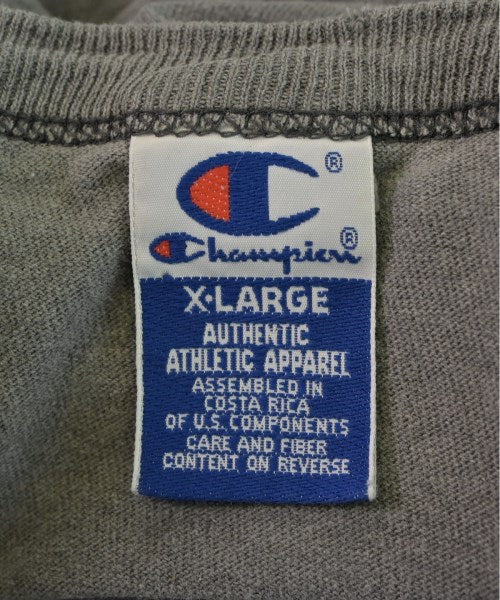 ®
Champion®
X•LARGE
AUTHENTIC
ATHLETIC APPAREL
ASSEMBLED IN
COSTA RICA
OF U.S. COMPONENTS
CARE AND FIBER
CONTENT ON REVERSE